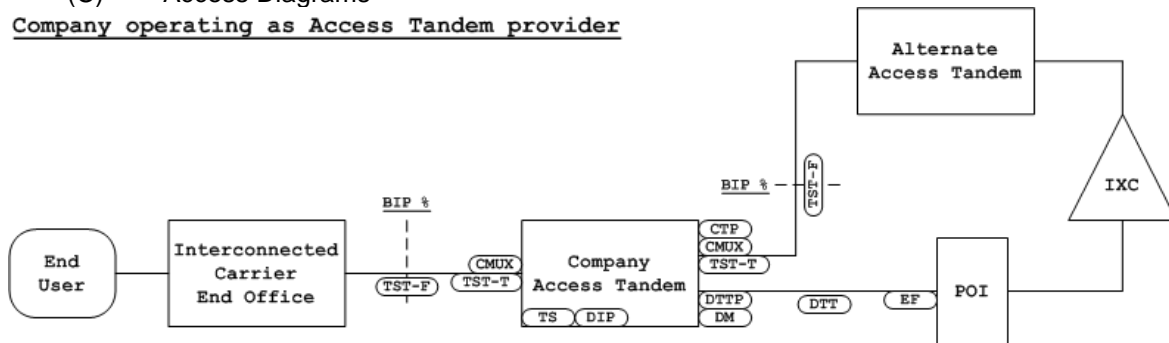 (C) Access Diagrams
Company operating as Access Tandem provider
Alternate
Access Tandem
IXC
TST-F
BIP %
BIP %
End
User
Interconnected
Carrier
End Office
TST-F
CMUX
TST-T
Company
Access Tandem
TS
DIP
CTP
CMUX
TST-T
DTTP
DM
DTT
EF
POI